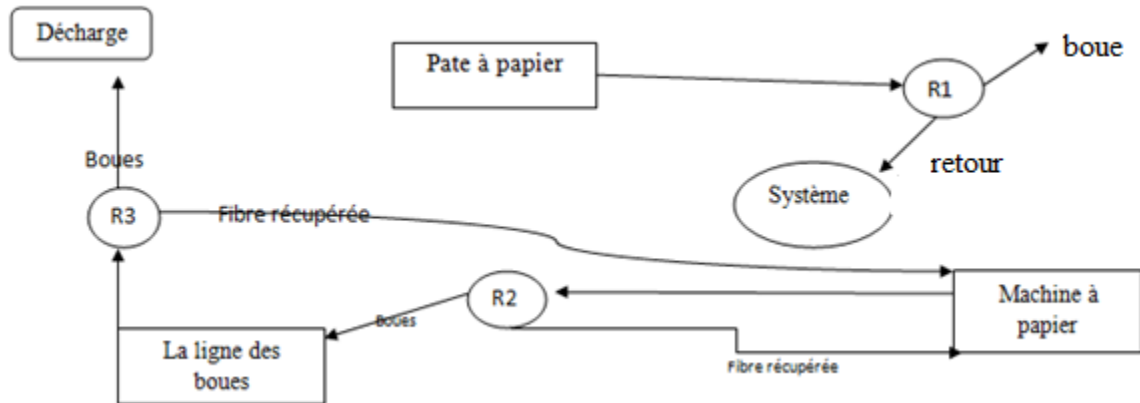 Décharge
Pate à papier
boue
R1
Boues
retour
Système
R3
Fibre récupérée
R2
Machine à
papier
Boues
La ligne des
boues
Fibre récupérée